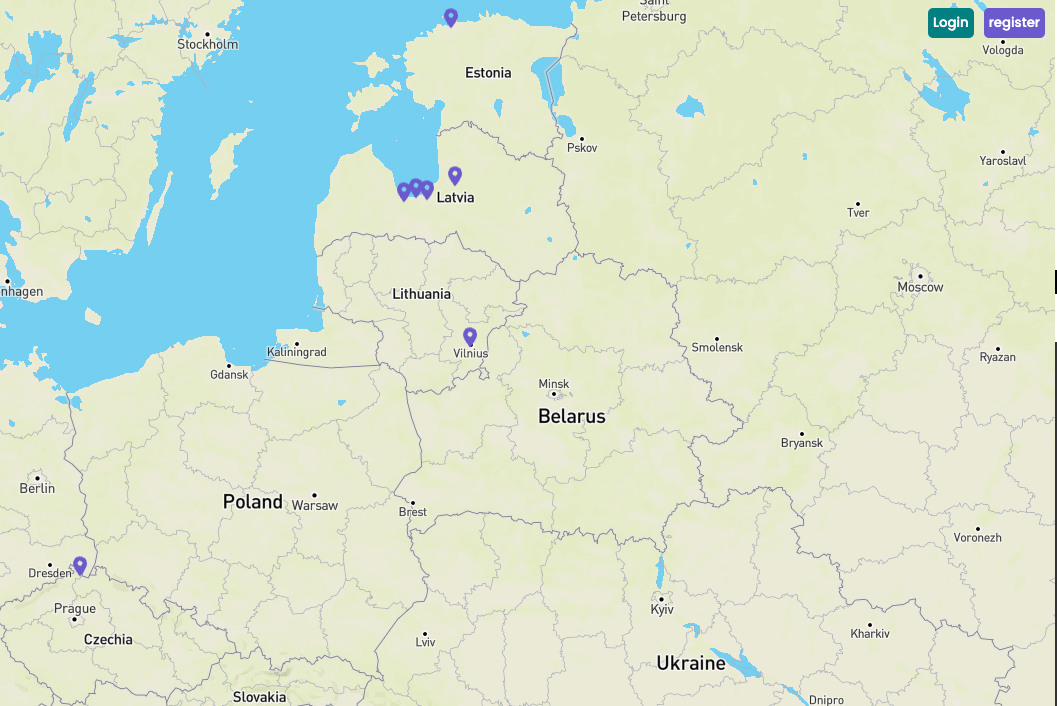 Saint
Petersburg
Login
register
Stockholm
Vologda
Estonia
Pskov
Yaroslavl
Latvia
Tver
nhagen
Lithuania
Moscow
Kaliningrad
Vilnius
Smolensk
Ryazan
Gdansk
Minsk
Belarus
Bryansk
Berlin
Poland
Warsaw
Brest
Voronezh
Dresden
Prague
Kyiv
Czechia
Lviv
Kharkiv
Ukraine
Slovakia
Dnipro